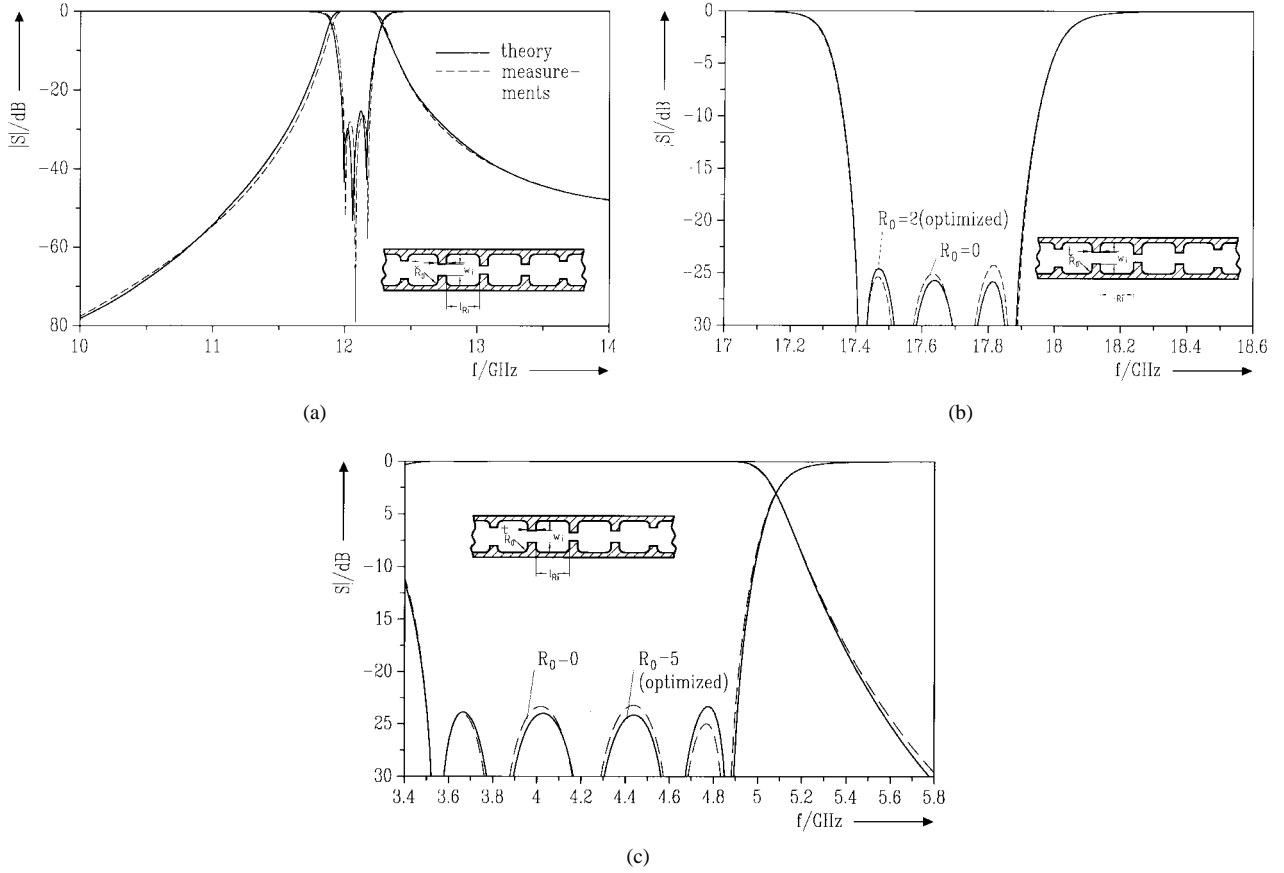 |S|/dB
0
-20
-40
-60
80
10
11
12
13
14
f/GHz
theory
measure-
ments
R₀
wᵢ
l_Ri
(a)
|S|/dB
0
-5
-10
-15
-20
-25
30
17
17.2
17.4
17.6
17.8
18
18.2
18.4
18.6
f/GHz
R₀=2(optimized)
R₀=0
R₀
wᵢ
(b)
S|/dB
0
-5
-10
-15
-20
-25
30
3.4
3.6
3.8
4
4.2
4.4
4.6
4.8
5
5.2
5.4
5.6
5.8
f/GHz
R₀-0
R₀-5
(optimized)
t
R₀
wᵢ
l_Ri
(c)